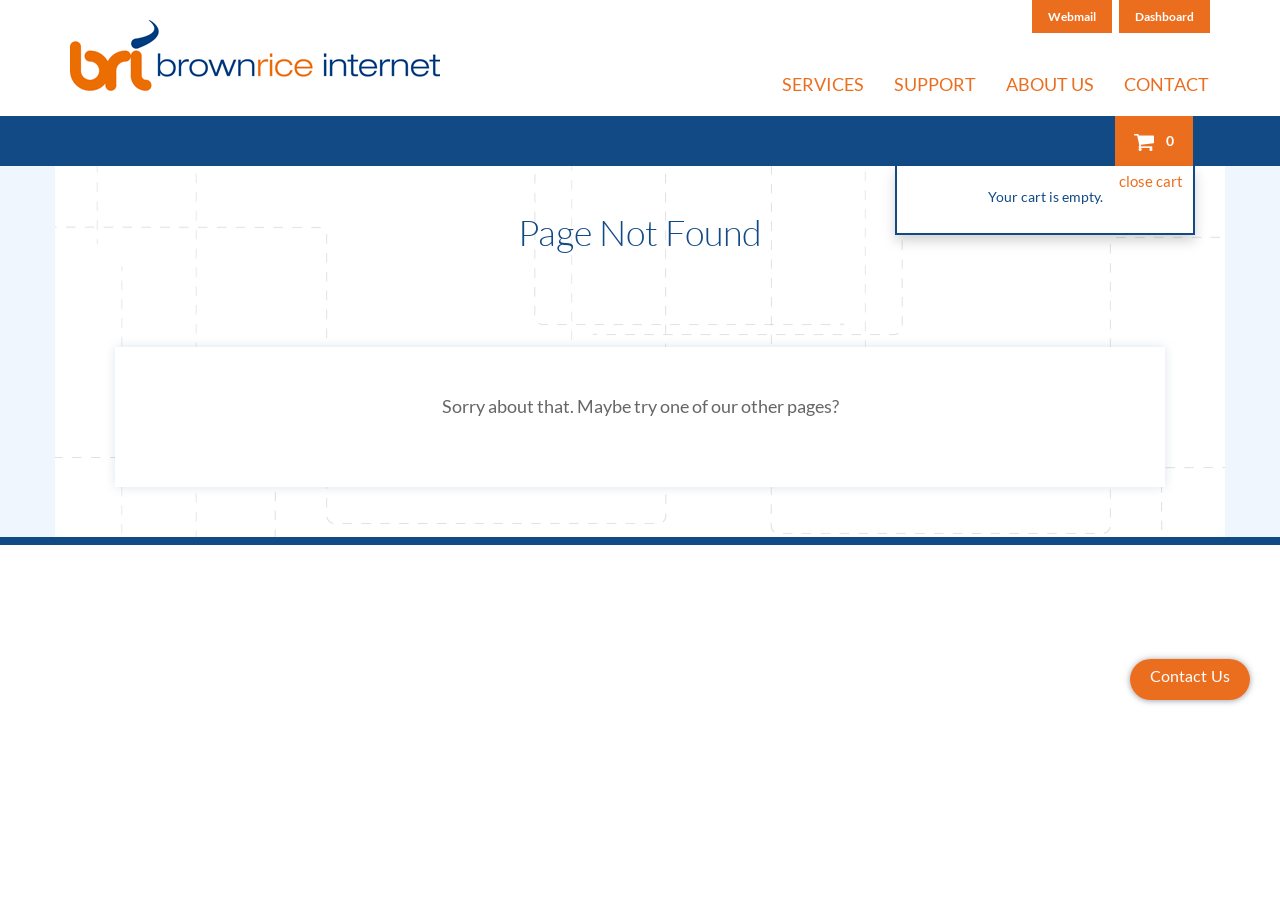 Webmail Dashboard
bri brownrice internet
SERVICES SUPPORT ABOUT US CONTACT
0
close cart
Your cart is empty.
Page Not Found
Sorry about that. Maybe try one of our other pages?
Contact Us